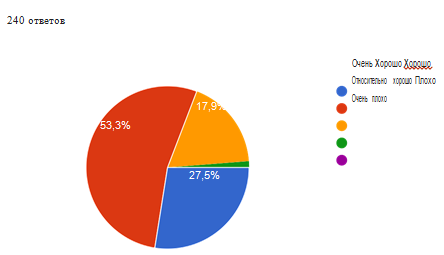 240 ответов
Очень Хорошо Хорошо
Относительно хорошо Плохо
Очень плохо
17,9%
53,3%
27,5%